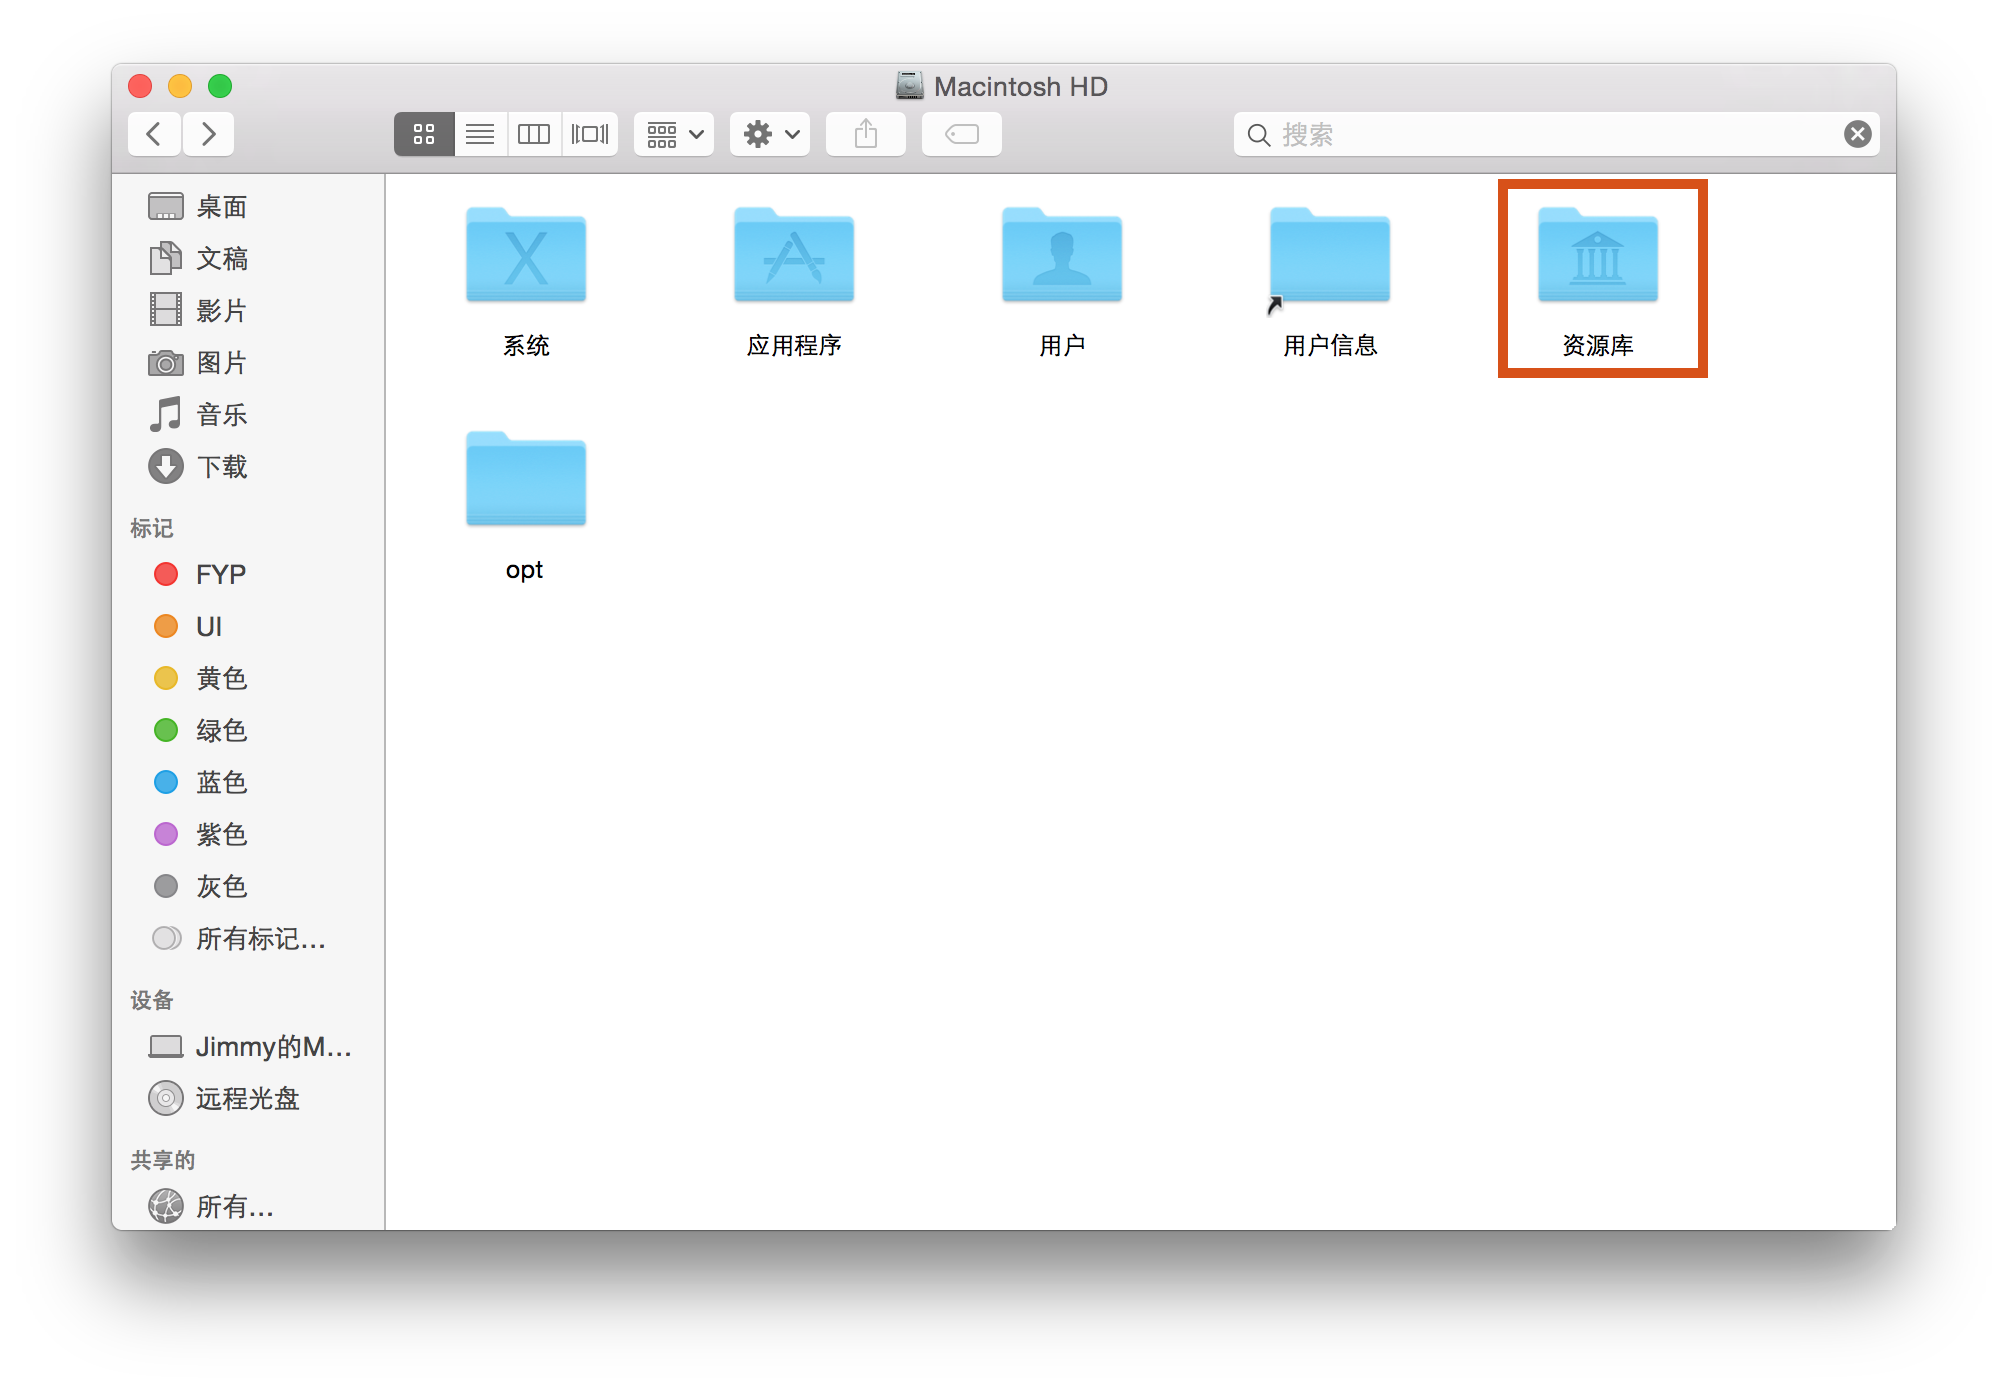 Macintosh HD
搜索
桌面
文稿
影片
图片
音乐
下载
标记
FYP
UI
黄色
绿色
蓝色
紫色
灰色
所有标记…
设备
Jimmy的M…
远程光盘
共享的
所有…
系统
应用程序
用户
用户信息
资源库
opt